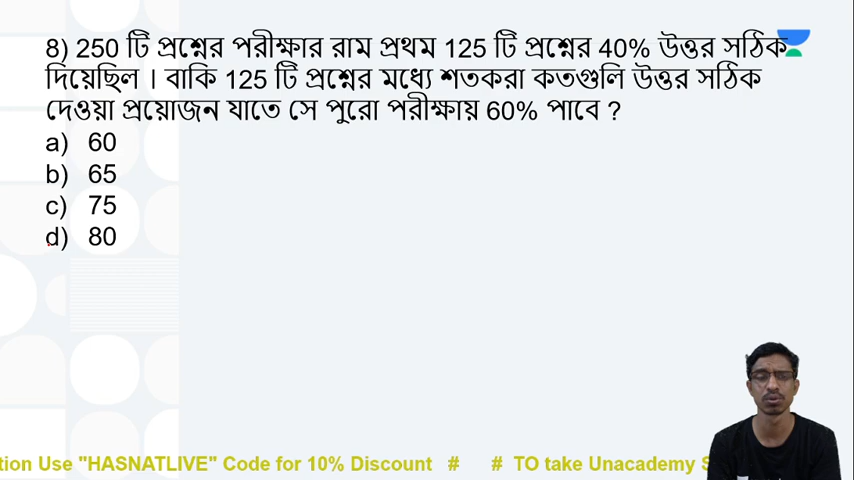 8) 250 টি প্রশ্নের পরীক্ষার রাম প্রথম 125 টি প্রশ্নের 40% উত্তর সঠিক
দিয়েছিল । বাকি 125 টি প্রশ্নের মধ্যে শতকরা কতগুলি উত্তর সঠিক
দেওয়া প্রয়োজন যাতে সে পুরো পরীক্ষায় 60% পাবে ?
a) 60
b) 65
c) 75
d) 80
tion Use "HASNATLIVE" Code for 10% Discount # # TO take Unacademy S